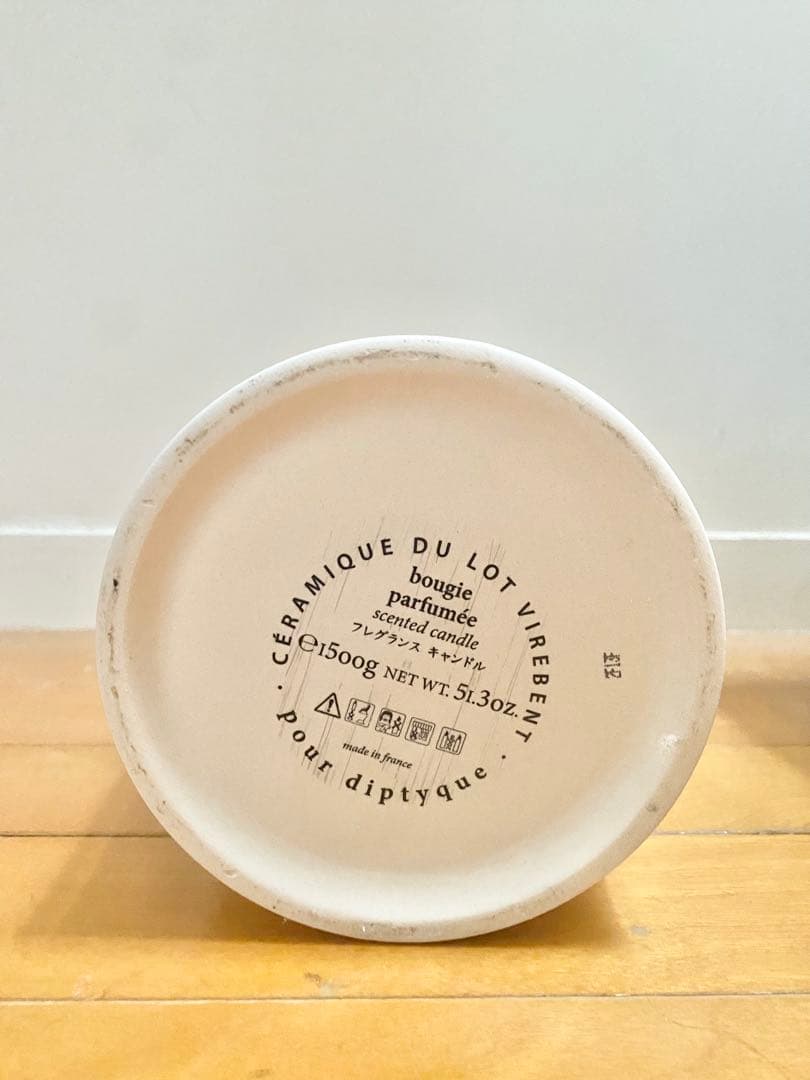 CÉRAMIQUE DU LOT VIREBENT
bougie
parfumée
scented candle
フレグランス キャンドル
℮1500g NET WT. 51.3oz.
made in france
· pour diptyque ·